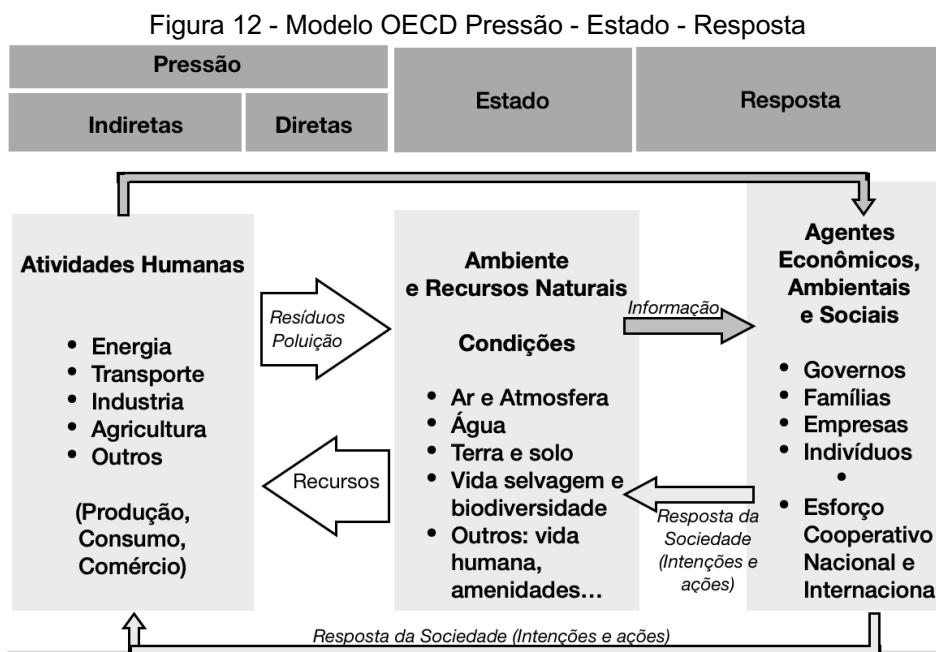 Figura 12 - Modelo OECD Pressão - Estado - Resposta
Pressão
Indiretas
Diretas
Estado
Resposta
Atividades Humanas
• Energia
• Transporte
• Industria
• Agricultura
• Outros
(Produção,
Consumo,
Comércio)
Resíduos
Poluição
Recursos
Ambiente
e Recursos Naturais
Condições
• Ar e Atmosfera
• Água
• Terra e solo
• Vida selvagem e
biodiversidade
• Outros: vida
humana,
amenidades...
Informação
Resposta da
Sociedade
(Intenções e
ações)
Agentes
Econômicos,
Ambientais
e Sociais
• Governos
• Famílias
• Empresas
• Indivíduos
•
• Esforço
Cooperativo
Nacional e
Internaciona
Resposta da Sociedade (Intenções e ações)